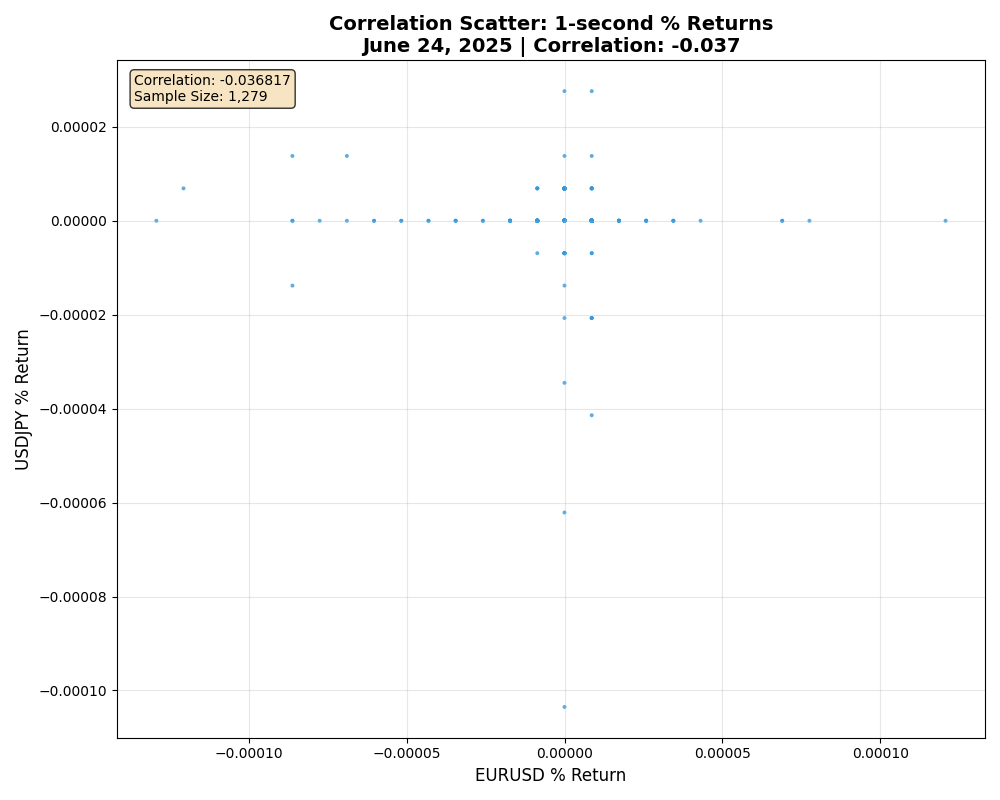 Correlation Scatter: 1-second % Returns
June 24, 2025 | Correlation: -0.037
Correlation: -0.036817
Sample Size: 1,279
USDJPY % Return
0.00002
0.00000
−0.00002
−0.00004
−0.00006
−0.00008
−0.00010
−0.00010
−0.00005
0.00000
0.00005
0.00010
EURUSD % Return